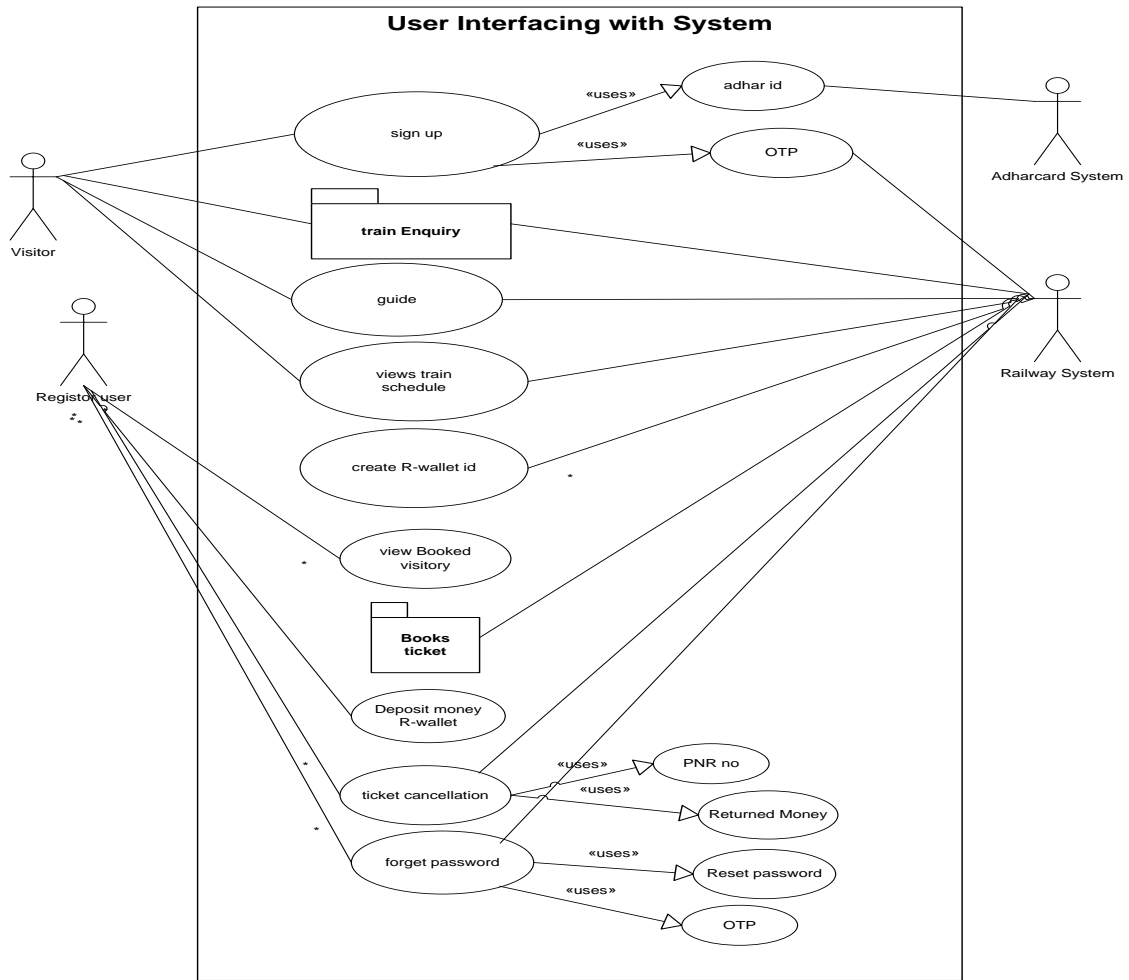 User Interfacing with System
«uses»
adhar id
sign up
«uses»
OTP
Adharcard System
Visitor
train Enquiry
guide
views train
schedule
Railway System
Registor user
*
*
*
create R-wallet id
*
view Booked
visitory
*
Books
ticket
Deposit money
R-wallet
*
ticket cancellation
«uses»
PNR no
«uses»
Returned Money
*
forget password
«uses»
Reset password
«uses»
OTP